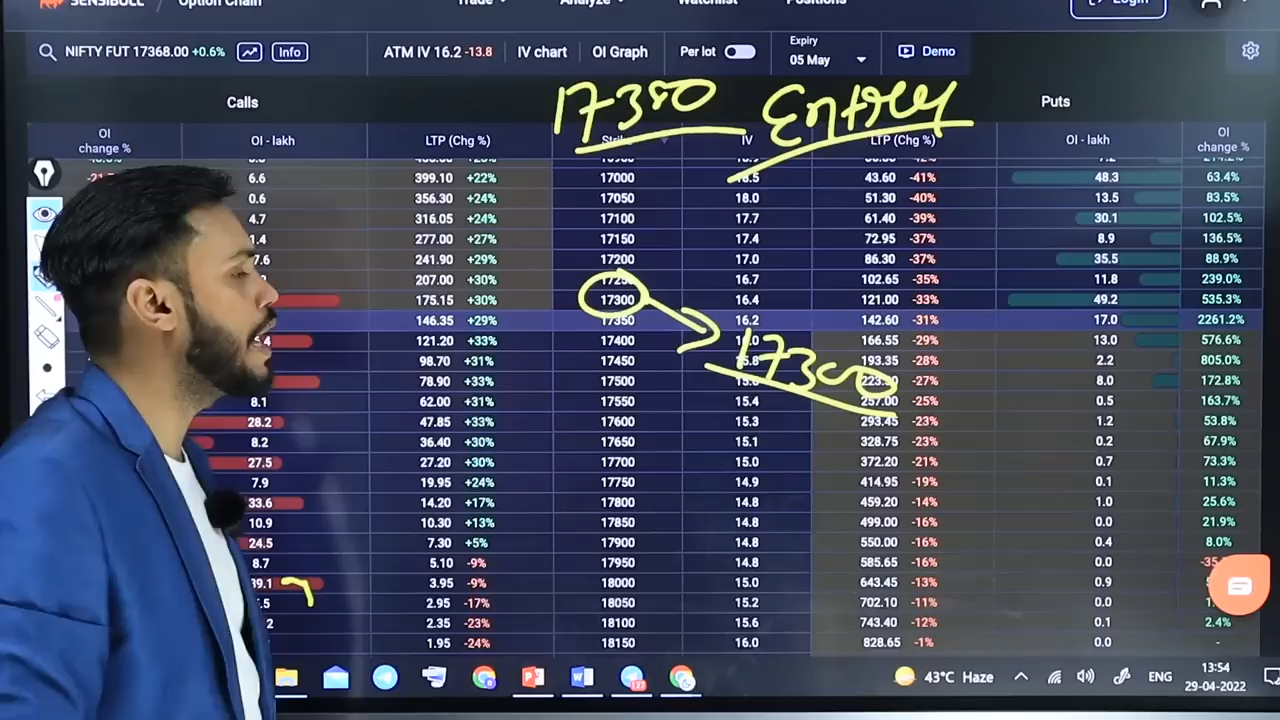 SENSIBULL Option Chain Trade Analyze Watchlist Positions Login
NIFTY FUT 17368.00 +0.6% Info ATM IV 16.2 -13.8 IV chart OI Graph Per lot Expiry 05 May Demo
17350 Entry
Calls Puts
OI change % OI - lakh LTP (Chg %) IV LTP (Chg %) OI - lakh OI change %
6.6 399.10 +22% 17000 43.60 -41% 48.3 63.4%
0.6 356.30 +24% 17050 18.0 51.30 -40% 13.5 83.5%
4.7 316.05 +24% 17100 17.7 61.40 -39% 30.1 102.5%
277.00 +27% 17150 17.4 72.95 -37% 8.9 136.5%
241.90 +29% 17200 17.0 86.30 -37% 35.5 88.9%
207.00 +30% 17250 16.7 102.65 -35% 11.8 239.0%
175.15 +30% 17300 16.4 121.00 -33% 49.2 535.3%
146.35 +29% 17350 16.2 142.60 -31% 17.0 2261.2%
121.20 +33% 17400 166.55 -29% 13.0 576.6%
98.70 +31% 17450 193.35 -28% 2.2 805.0%
17300
78.90 +33% 17500 -27% 8.0 172.8%
8.1 62.00 +31% 17550 15.4 257.00 -25% 0.5 163.7%
28.2 47.85 +33% 17600 15.3 293.45 -23% 1.2 53.8%
8.2 36.40 +30% 17650 15.1 328.75 -23% 0.2 67.9%
27.5 27.20 +30% 17700 15.0 372.20 -21% 0.7 73.3%
7.9 19.95 +24% 17750 14.9 414.95 -19% 0.1 11.3%
33.6 14.20 +17% 17800 14.8 459.20 -14% 1.0 25.6%
10.9 10.30 +13% 17850 14.8 499.00 -16% 0.0 21.9%
24.5 7.30 +5% 17900 14.8 550.00 -16% 0.4 8.0%
8.7 5.10 -9% 17950 14.8 585.65 -16% 0.0
39.1 3.95 -9% 18000 15.0 643.45 -13% 0.9
2.95 -17% 18050 15.2 702.10 -11% 0.0
2.35 -23% 18100 15.6 743.40 -12% 0.1 2.4%
1.95 -24% 18150 16.0 828.65 -1% 0.0 -
43°C Haze ENG 13:54
29-04-2022